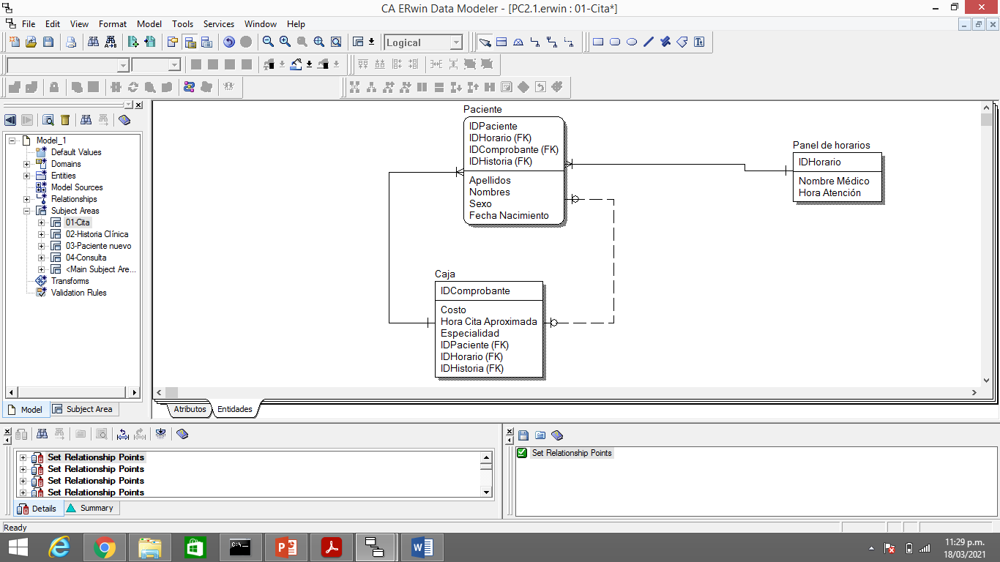 CA ERwin Data Modeler - [PC2.1.erwin : 01-Cita*]
File Edit View Format Model Tools Services Window Help
Logical
Model_1
Default Values
Domains
Entities
Model Sources
Relationships
Subject Areas
01-Cita
02-Historia Clínica
03-Paciente nuevo
04-Consulta
<Main Subject Are...
Transforms
Validation Rules
Model
Subject Area
Paciente
IDPaciente
IDHorario (FK)
IDComprobante (FK)
IDHistoria (FK)
Apellidos
Nombres
Sexo
Fecha Nacimiento
Panel de horarios
IDHorario
Nombre Médico
Hora Atención
Caja
IDComprobante
Costo
Hora Cita Aproximada
Especialidad
IDPaciente (FK)
IDHorario (FK)
IDHistoria (FK)
Atributos
Entidades
Set Relationship Points
Set Relationship Points
Set Relationship Points
Set Relationship Points
Details
Summary
Set Relationship Points
Ready
11:29 p.m.
18/03/2021